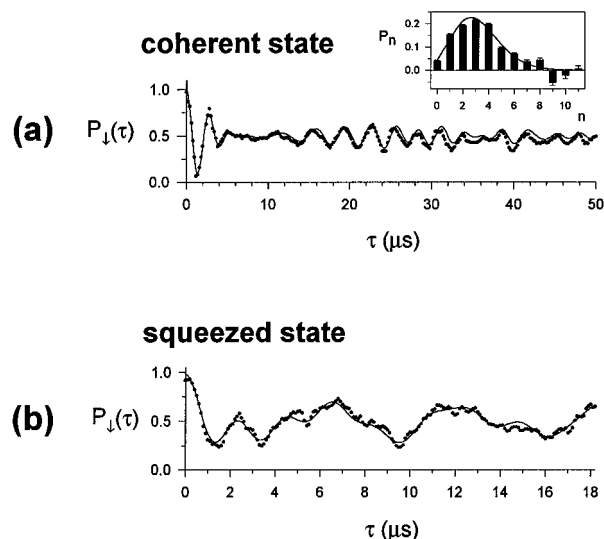 coherent state
P_n
0.2
0.1
0.0
0 2 4 6 8 10
n
(a)
P↓(τ)
1.0
0.5
0.0
0 10 20 30 40 50
τ (μs)
squeezed state
(b)
P↓(τ)
1.0
0.5
0.0
0 2 4 6 8 10 12 14 16 18
τ (μs)